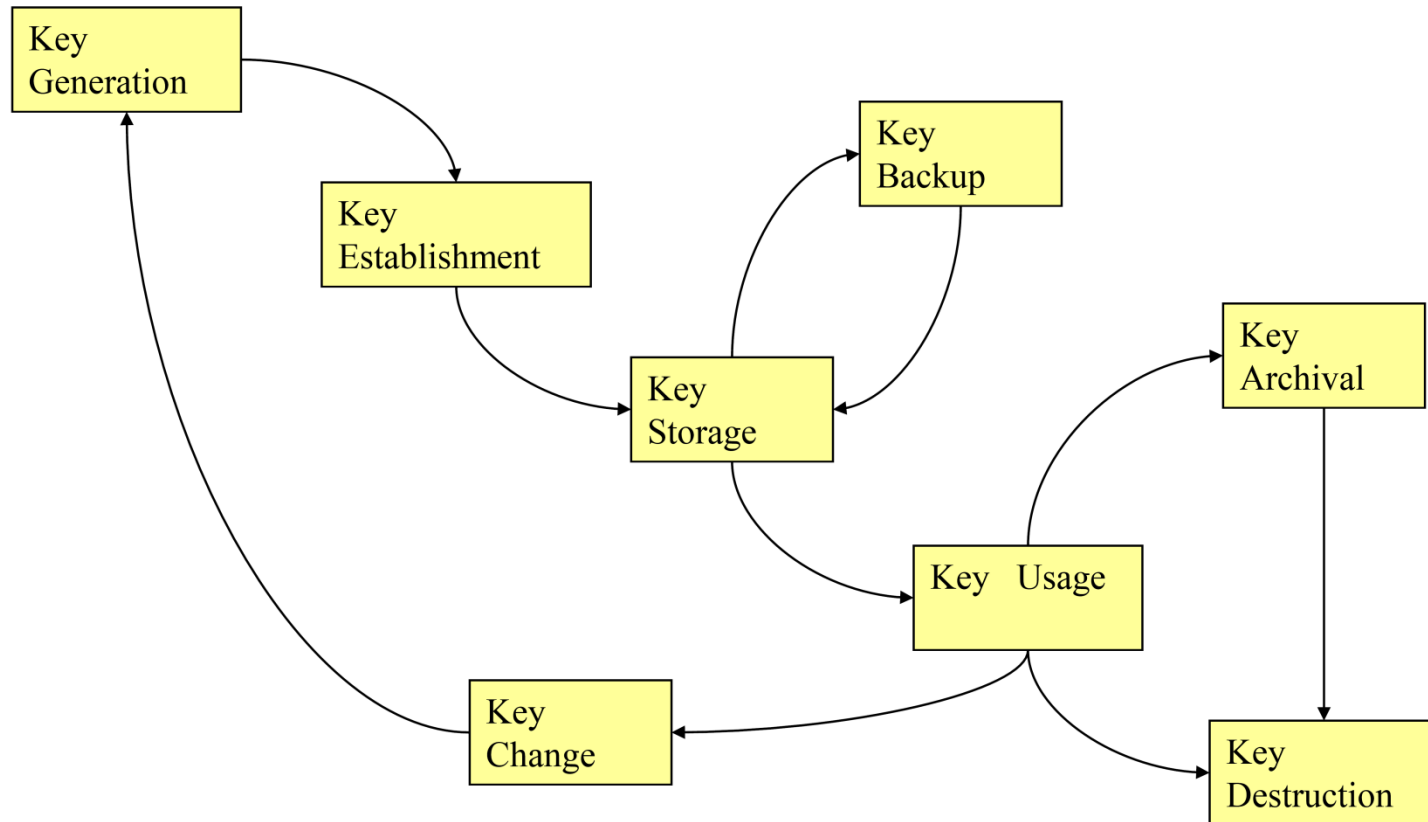 Key
Generation
Key
Backup
Key
Establishment
Key
Archival
Key
Storage
Key   Usage
Key
Change
Key
Destruction